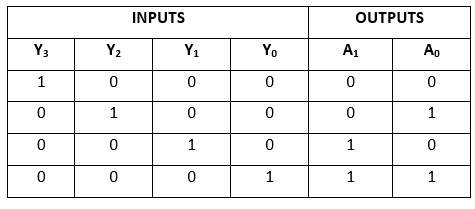 INPUTS OUTPUTS
Y₃ Y₂ Y₁ Y₀ A₁ A₀
1 0 0 0 0 0
0 1 0 0 0 1
0 0 1 0 1 0
0 0 0 1 1 1